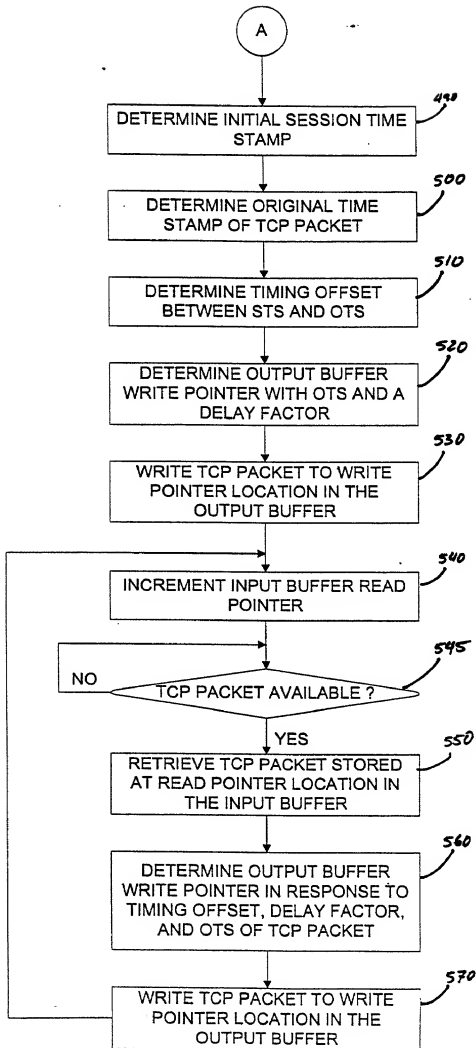 A
490
DETERMINE INITIAL SESSION TIME
STAMP
500
DETERMINE ORIGINAL TIME
STAMP OF TCP PACKET
510
DETERMINE TIMING OFFSET
BETWEEN STS AND OTS
520
DETERMINE OUTPUT BUFFER
WRITE POINTER WITH OTS AND A
DELAY FACTOR
530
WRITE TCP PACKET TO WRITE
POINTER LOCATION IN THE
OUTPUT BUFFER
540
INCREMENT INPUT BUFFER READ
POINTER
545
NO
TCP PACKET AVAILABLE ?
YES
550
RETRIEVE TCP PACKET STORED
AT READ POINTER LOCATION IN
THE INPUT BUFFER
560
DETERMINE OUTPUT BUFFER
WRITE POINTER IN RESPONSE TO
TIMING OFFSET, DELAY FACTOR,
AND OTS OF TCP PACKET
570
WRITE TCP PACKET TO WRITE
POINTER LOCATION IN THE
OUTPUT BUFFER